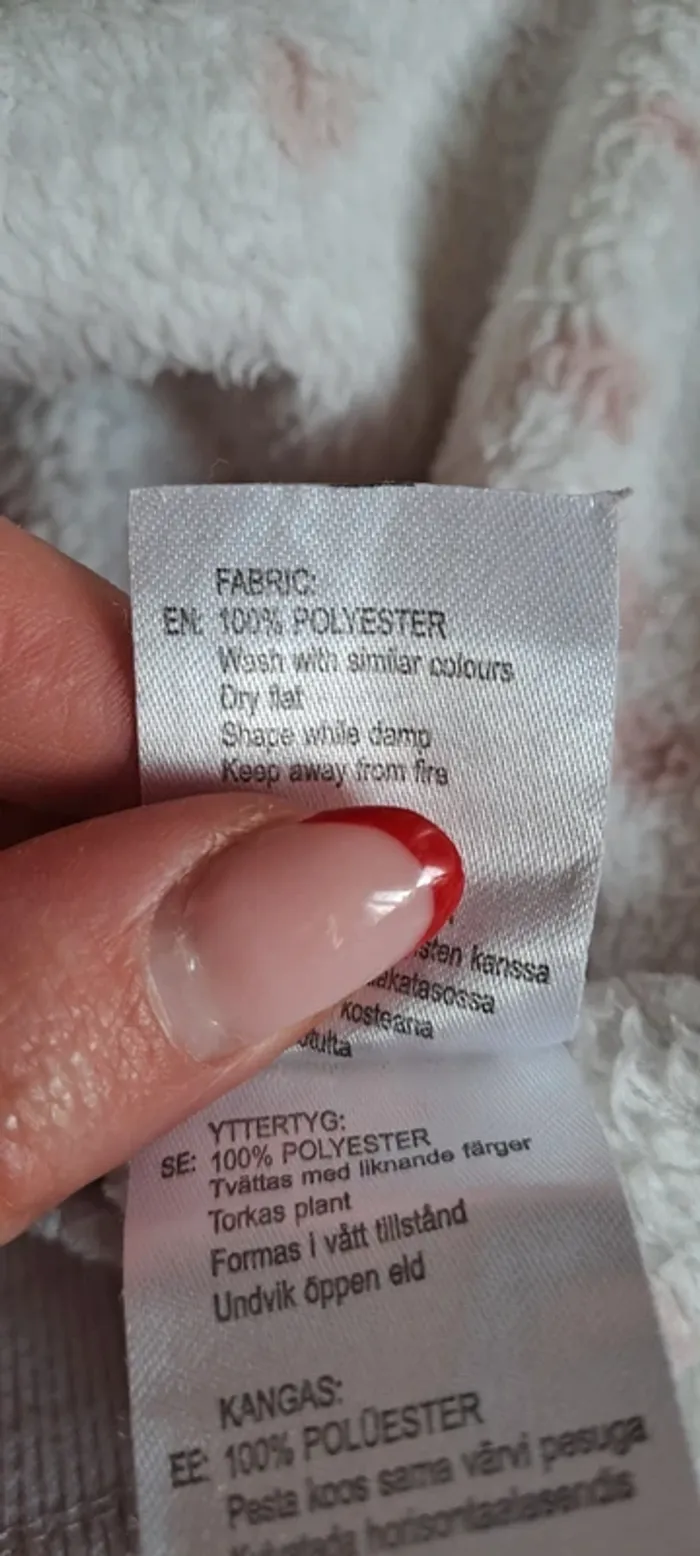 FABRIC:
EN: 100% POLYESTER
Wash with similar colours
Dry flat
Shape while damp
Keep away from fire
kanssa
kosteana
YTTERTYG:
SE: 100% POLYESTER
Tvättas med liknande färger
Torkas plant
Formas i vått tillstånd
Undvik öppen eld
KANGAS:
EE: 100% POLÜESTER
Pesta koos sama värvi pesuga
horisontaalasendis